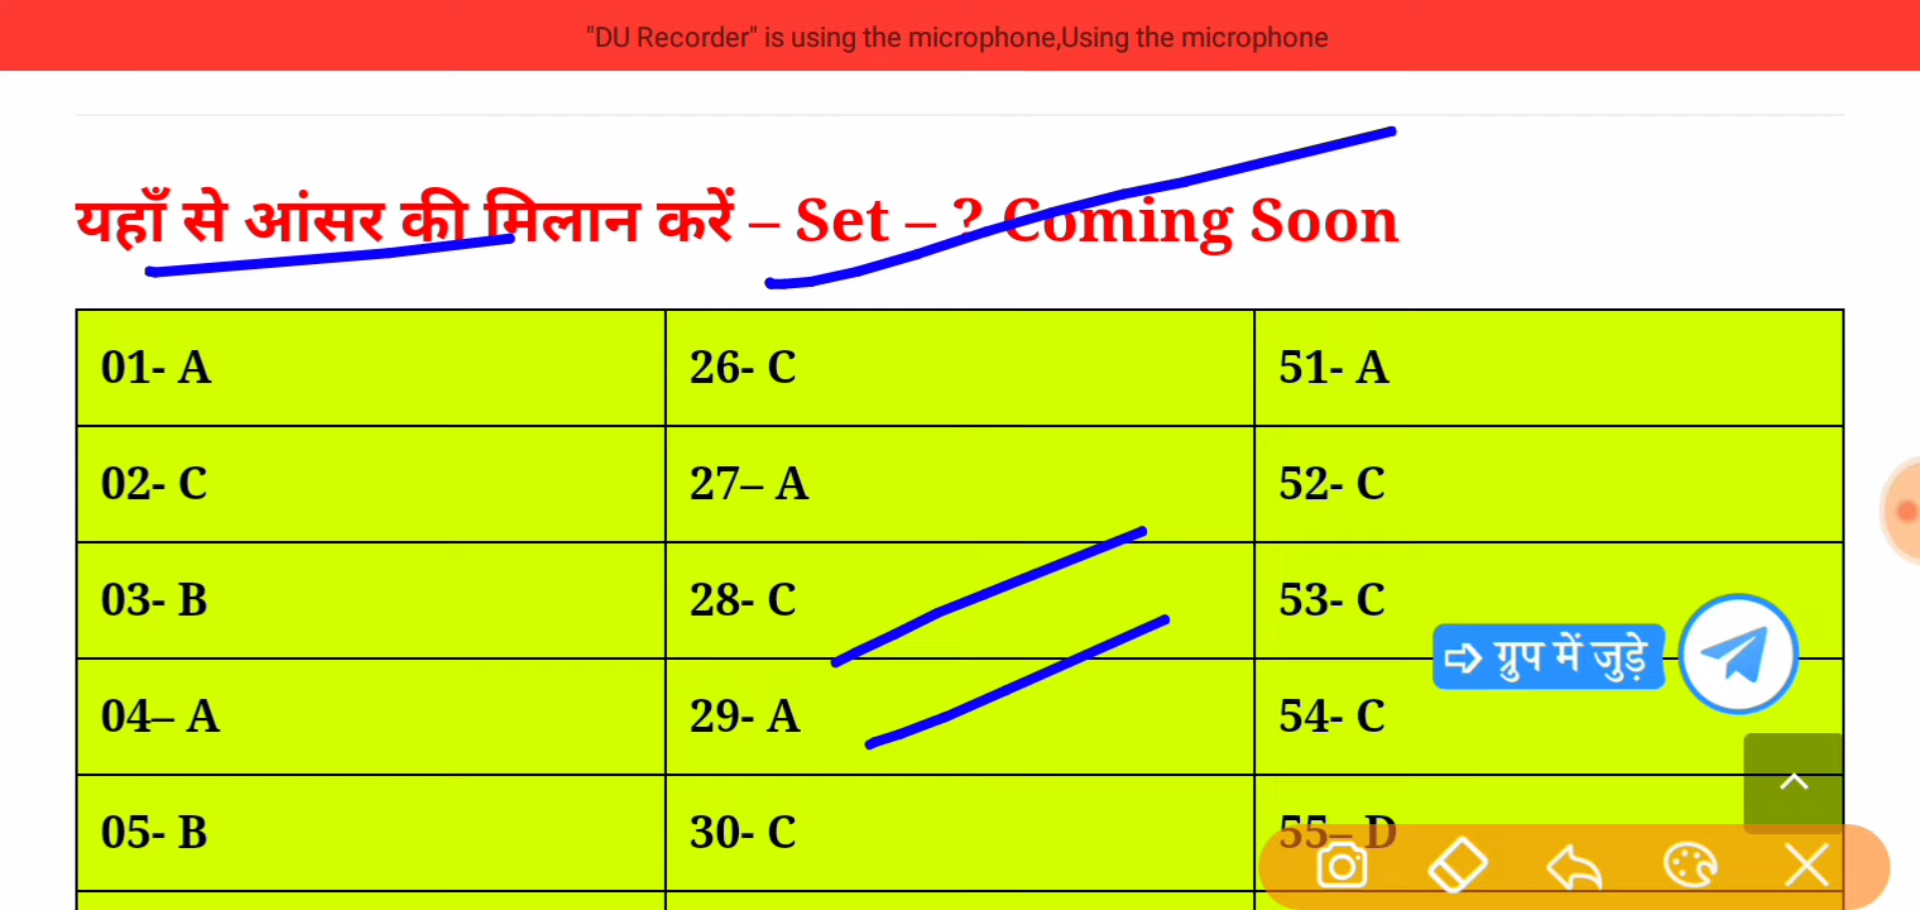 "DU Recorder" is using the microphone,Using the microphone
यहाँ से आंसर की मिलान करें – Set – ? Coming Soon
01- A 26- C 51- A
02- C 27– A 52- C
03- B 28- C 53- C
⇨ ग्रुप में जुड़े
04– A 29- A 54- C
05- B 30- C 55– D